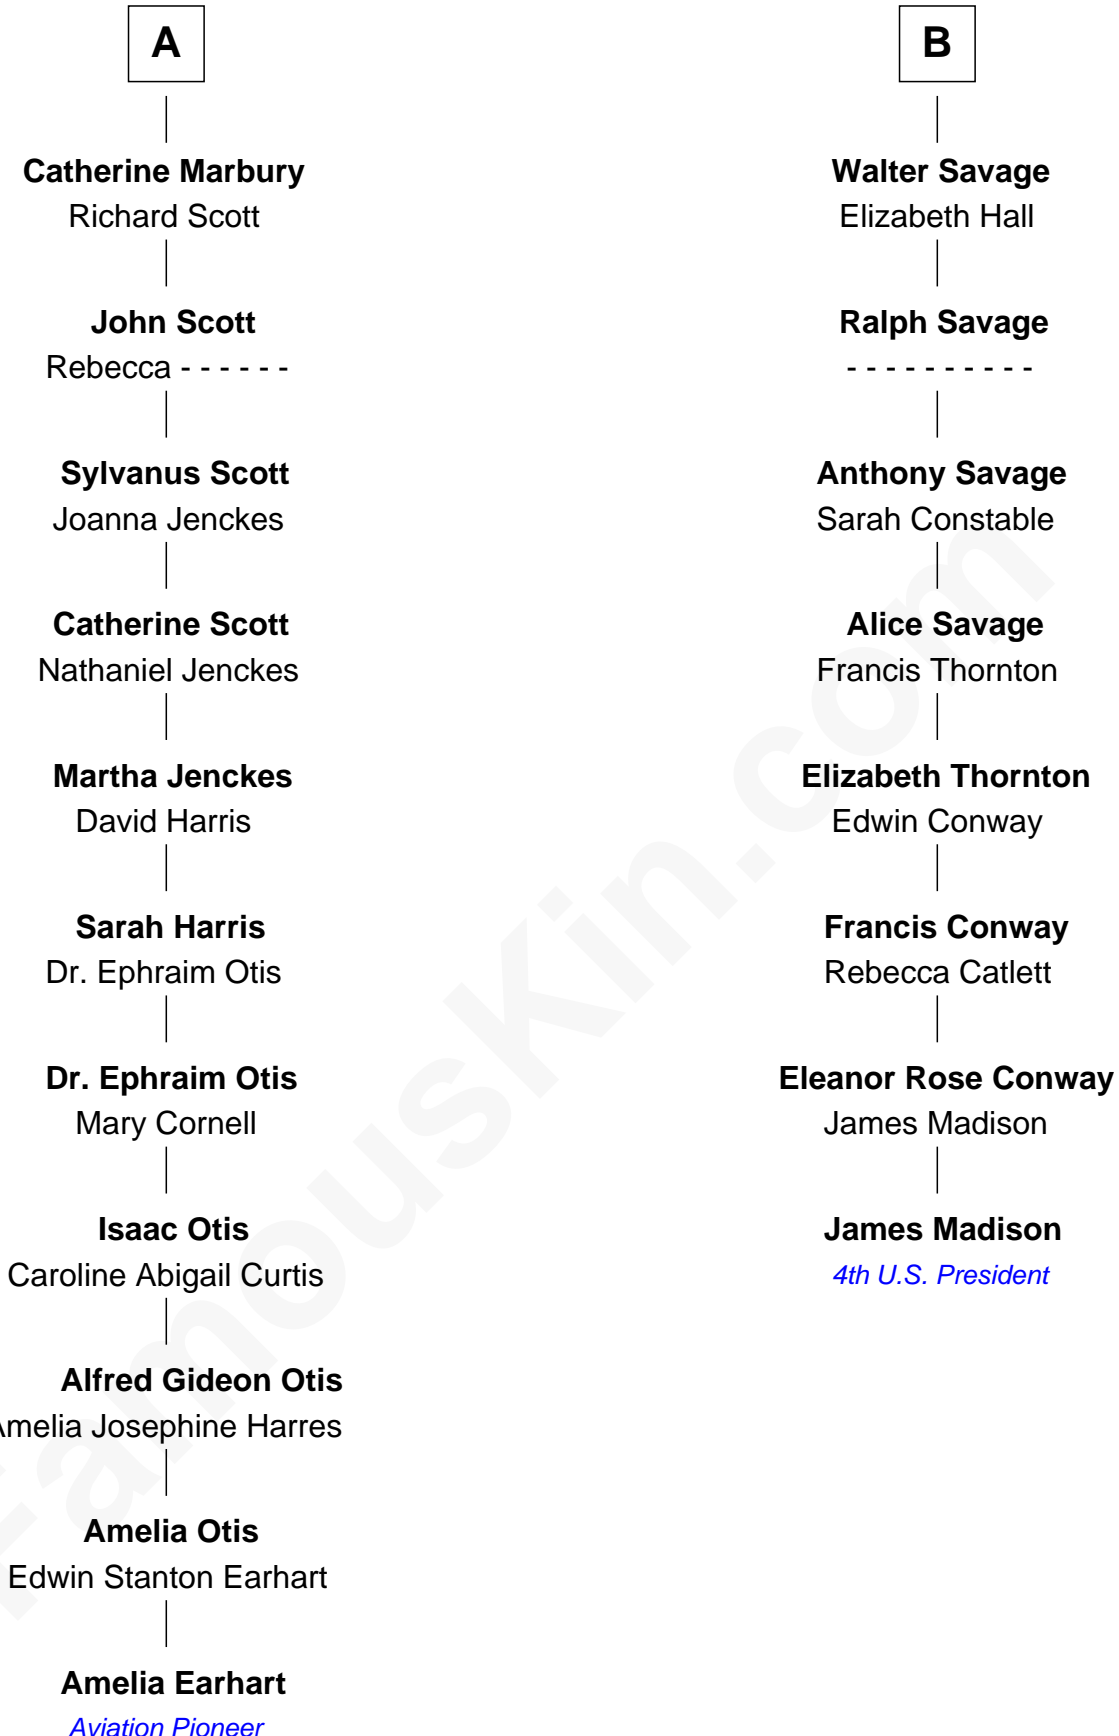 A
Catherine Marbury
Richard Scott
John Scott
Rebecca - - - - - -
Sylvanus Scott
Joanna Jenckes
Catherine Scott
Nathaniel Jenckes
Martha Jenckes
David Harris
Sarah Harris
Dr. Ephraim Otis
Dr. Ephraim Otis
Mary Cornell
Isaac Otis
Caroline Abigail Curtis
Alfred Gideon Otis
Amelia Josephine Harres
Amelia Otis
Edwin Stanton Earhart
Amelia Earhart
Aviation Pioneer
B
Walter Savage
Elizabeth Hall
Ralph Savage
- - - - - - - - - -
Anthony Savage
Sarah Constable
Alice Savage
Francis Thornton
Elizabeth Thornton
Edwin Conway
Francis Conway
Rebecca Catlett
Eleanor Rose Conway
James Madison
James Madison
4th U.S. President
FamousKin.com